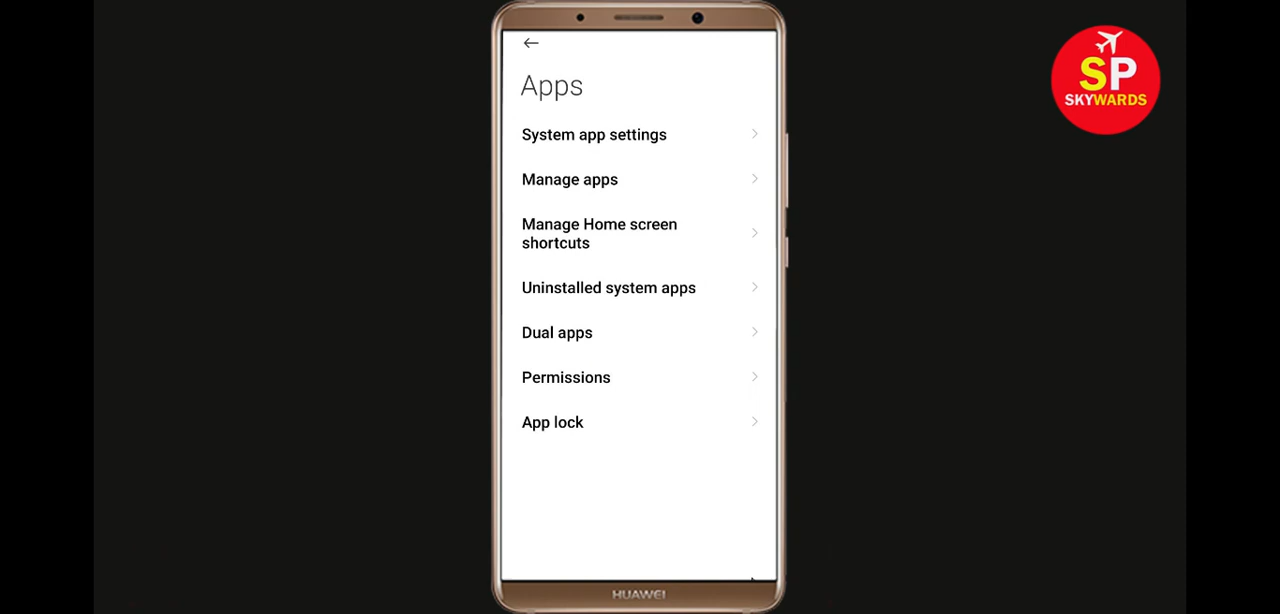 Apps
System app settings
Manage apps
Manage Home screen
shortcuts
Uninstalled system apps
Dual apps
Permissions
App lock
HUAWEI
SP
SKYWARDS